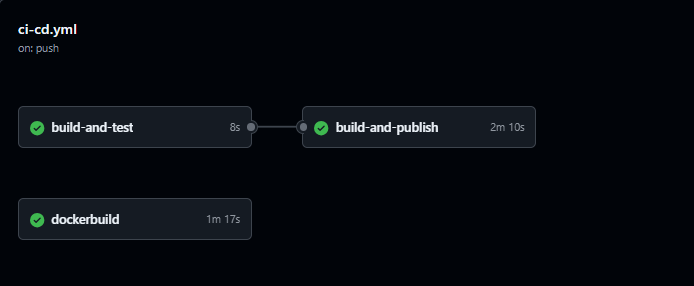 ci-cd.yml
on: push
build-and-test 8s
build-and-publish 2m 10s
dockerbuild 1m 17s